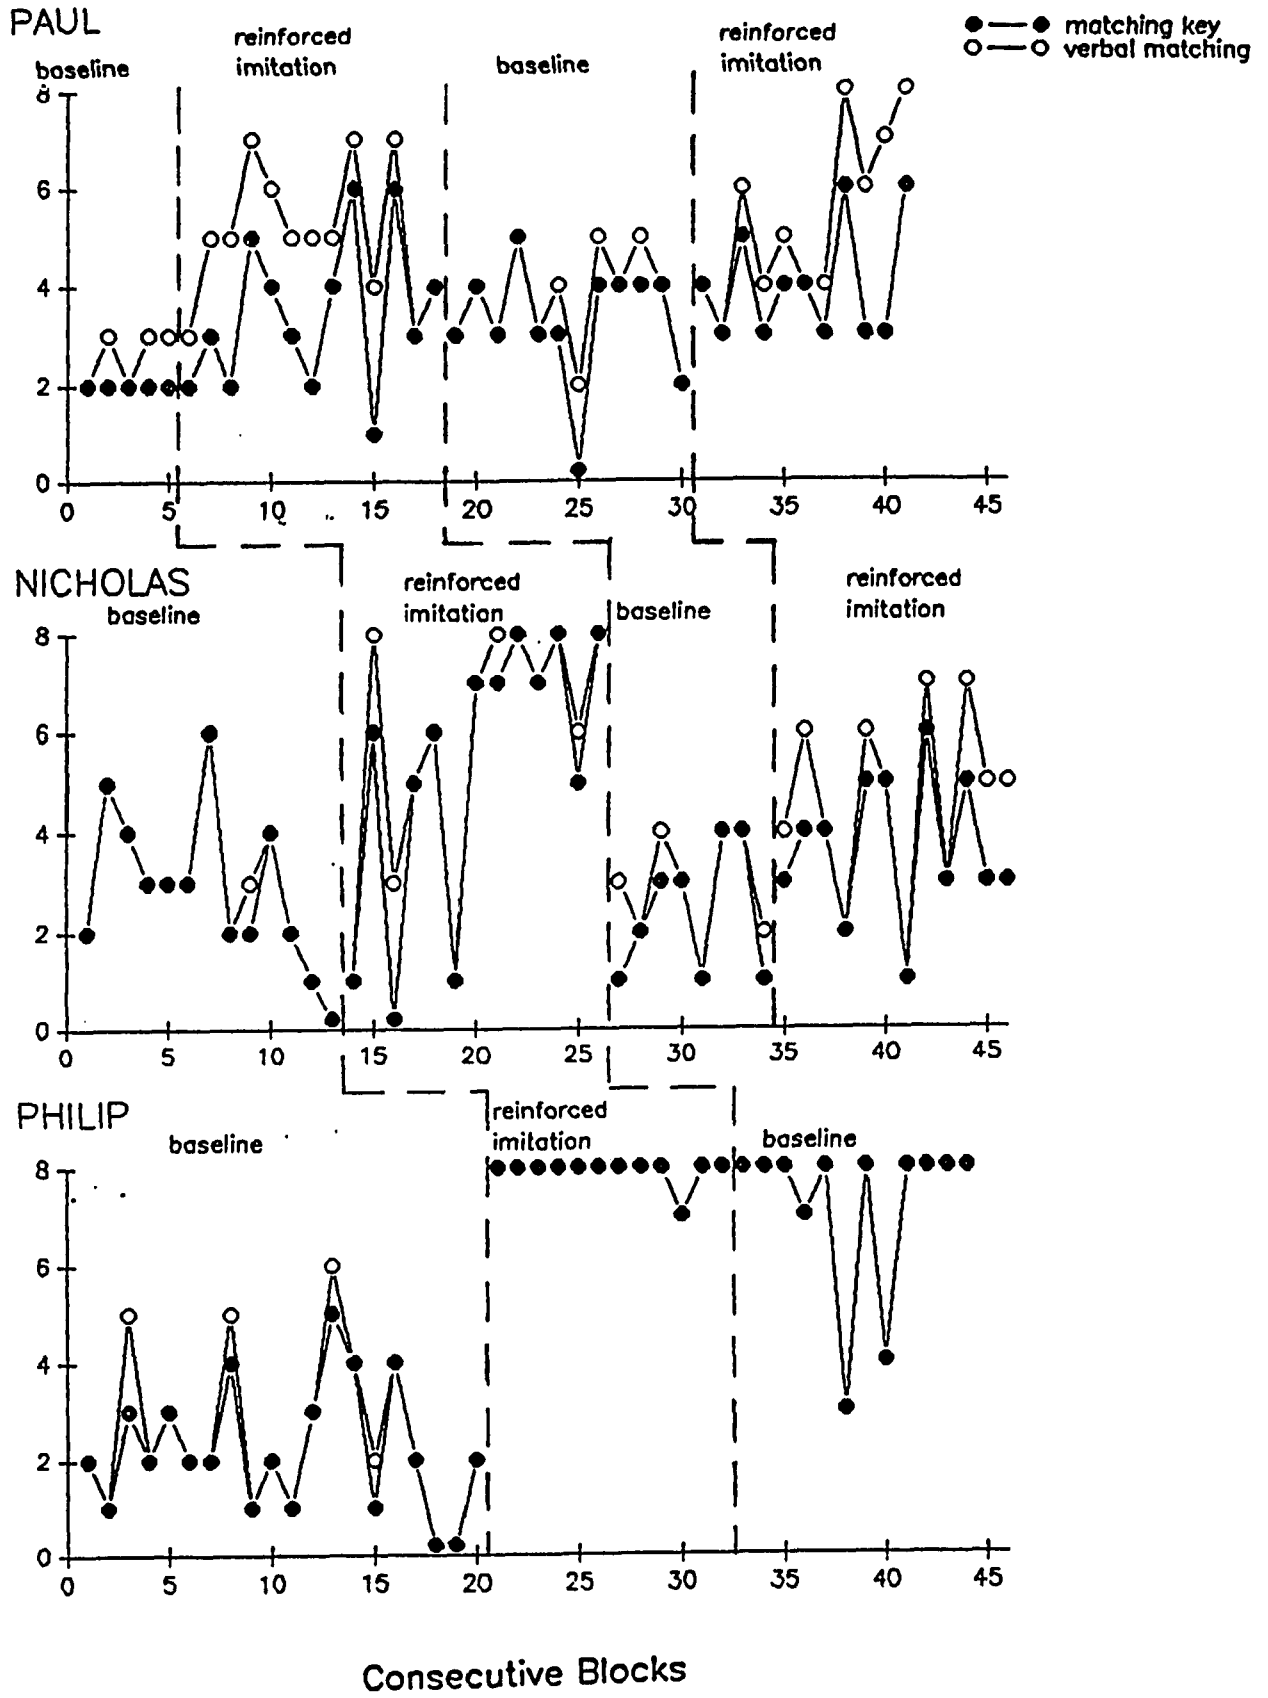 PAUL
matching key
verbal matching
baseline
reinforced
imitation
baseline
reinforced
imitation
8
6
4
2
0
0 5 10 15 20 25 30 35 40 45
NICHOLAS
baseline
reinforced
imitation
baseline
reinforced
imitation
8
6
4
2
0
0 5 10 15 20 25 30 35 40 45
PHILIP
baseline
reinforced
imitation
baseline
8
6
4
2
0
0 5 10 15 20 25 30 35 40 45
Consecutive Blocks